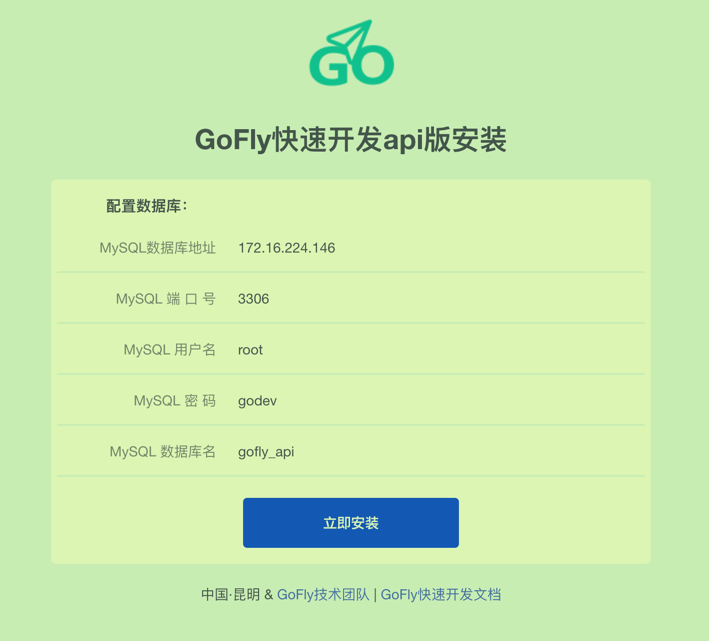 GO
GoFly快速开发api版安装
配置数据库：
MySQL数据库地址 172.16.224.146
MySQL 端 口 号 3306
MySQL 用户名 root
MySQL 密 码 godev
MySQL 数据库名 gofly_api
立即安装
中国·昆明 & GoFly技术团队 | GoFly快速开发文档